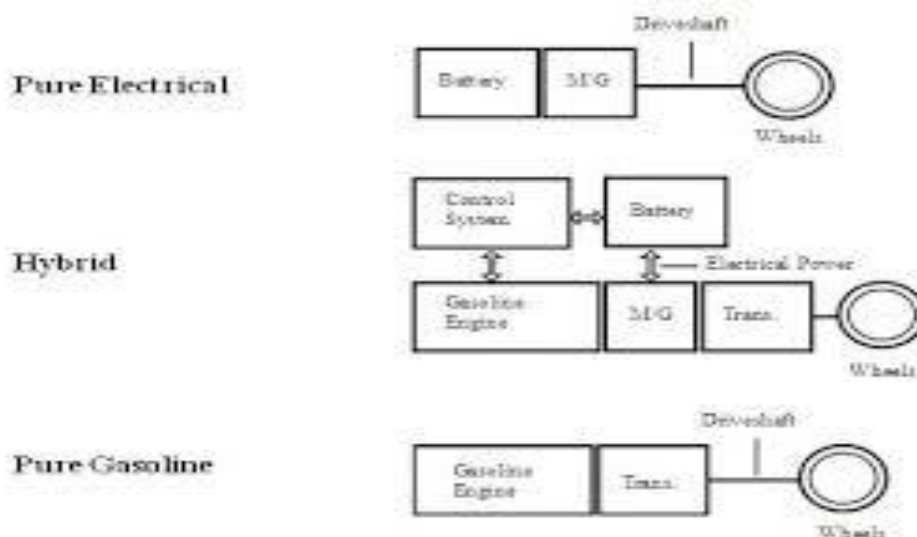 Driveshaft
Pure Electrical
Battery
M/G
Wheels
Control
System
Battery
Hybrid
Electrical Power
Gasoline
Engine
M/G
Trans.
Wheels
Driveshaft
Pure Gasoline
Gasoline
Engine
Trans.
Wheels